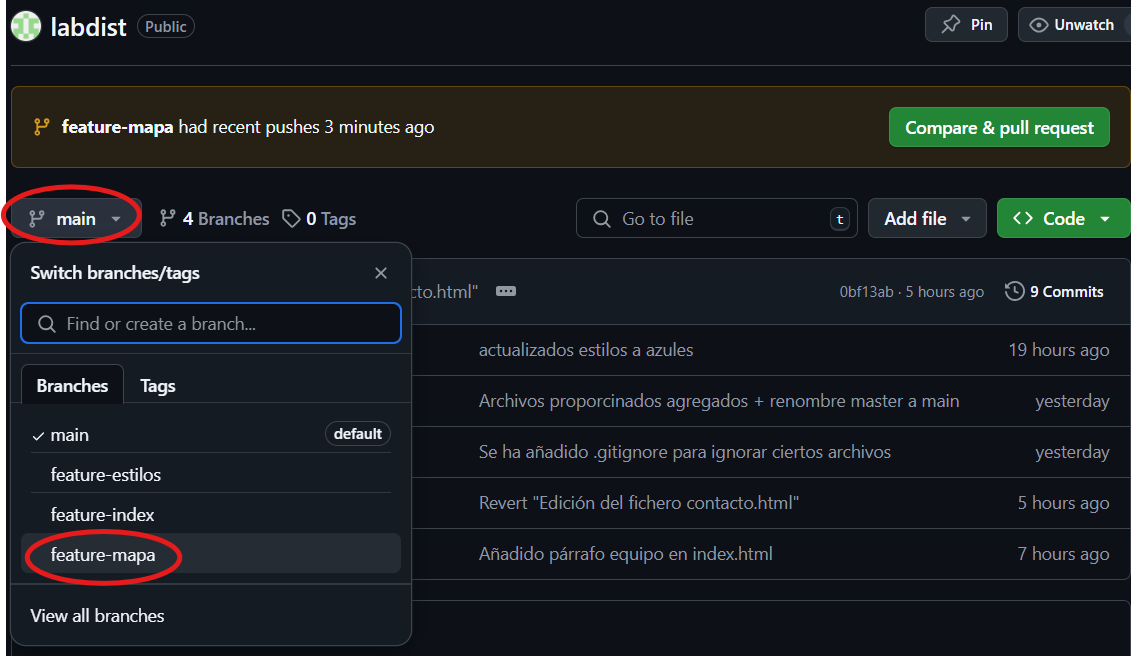 labdist Public Pin Unwatch
feature-mapa had recent pushes 3 minutes ago Compare & pull request
main 4 Branches 0 Tags Go to file t Add file Code
Switch branches/tags
cto.html" 0bf13ab · 5 hours ago 9 Commits
Find or create a branch...
actualizados estilos a azules 19 hours ago
Branches Tags
Archivos proporcinados agregados + renombre master a main yesterday
main default
Se ha añadido .gitignore para ignorar ciertos archivos yesterday
feature-estilos
Revert "Edición del fichero contacto.html" 5 hours ago
feature-index
feature-mapa
Añadido párrafo equipo en index.html 7 hours ago
View all branches